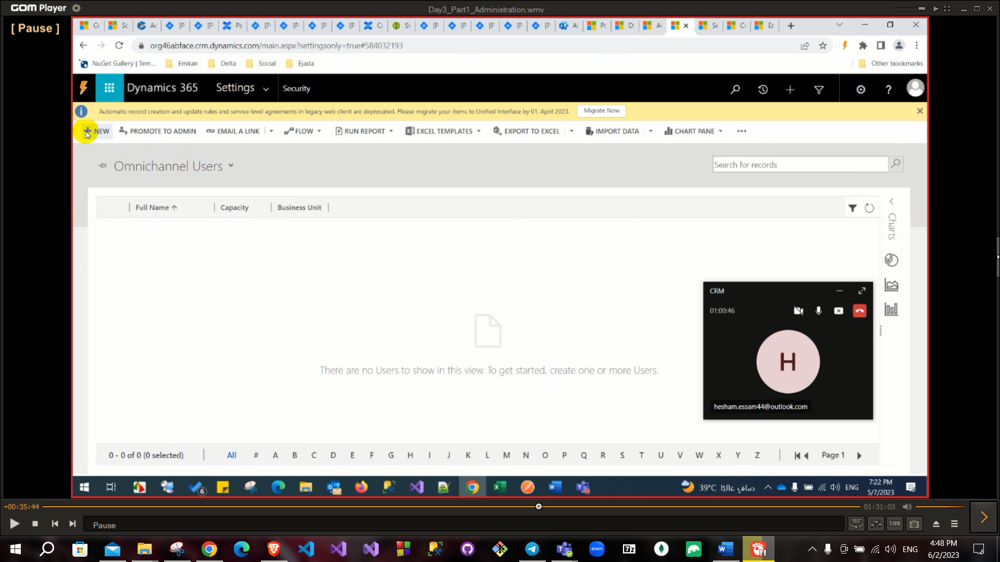 GOM Player
Day3_Part1_Administration.wmv
[ Pause ]
org46abface.crm.dynamics.com/main.aspx?settingsonly=true#584032193
NuGet Gallery | Tem...
Emkan
Delta
Social
Ejada
Other bookmarks
Dynamics 365
Settings
Security
Automatic record creation and update rules and service level agreements in legacy web client are deprecated. Please migrate your items to Unified Interface by 01. April 2023.
Migrate Now
NEW
PROMOTE TO ADMIN
EMAIL A LINK
FLOW
RUN REPORT
EXCEL TEMPLATES
EXPORT TO EXCEL
IMPORT DATA
CHART PANE
Omnichannel Users
Search for records
Full Name
Capacity
Business Unit
Charts
CRM
01:00:46
H
hesham.essam44@outlook.com
There are no Users to show in this view. To get started, create one or more Users.
0 - 0 of 0 (0 selected)
All # A B C D E F G H I J K L M N O P Q R S T U V W X Y Z
Page 1
6
39°C صافٍ غالبًا
ENG
7:22 PM
5/7/2023
-00:35:44
01:31:03
Pause
360°
SUB
zoom
7z
ENG
4:48 PM
6/2/2023